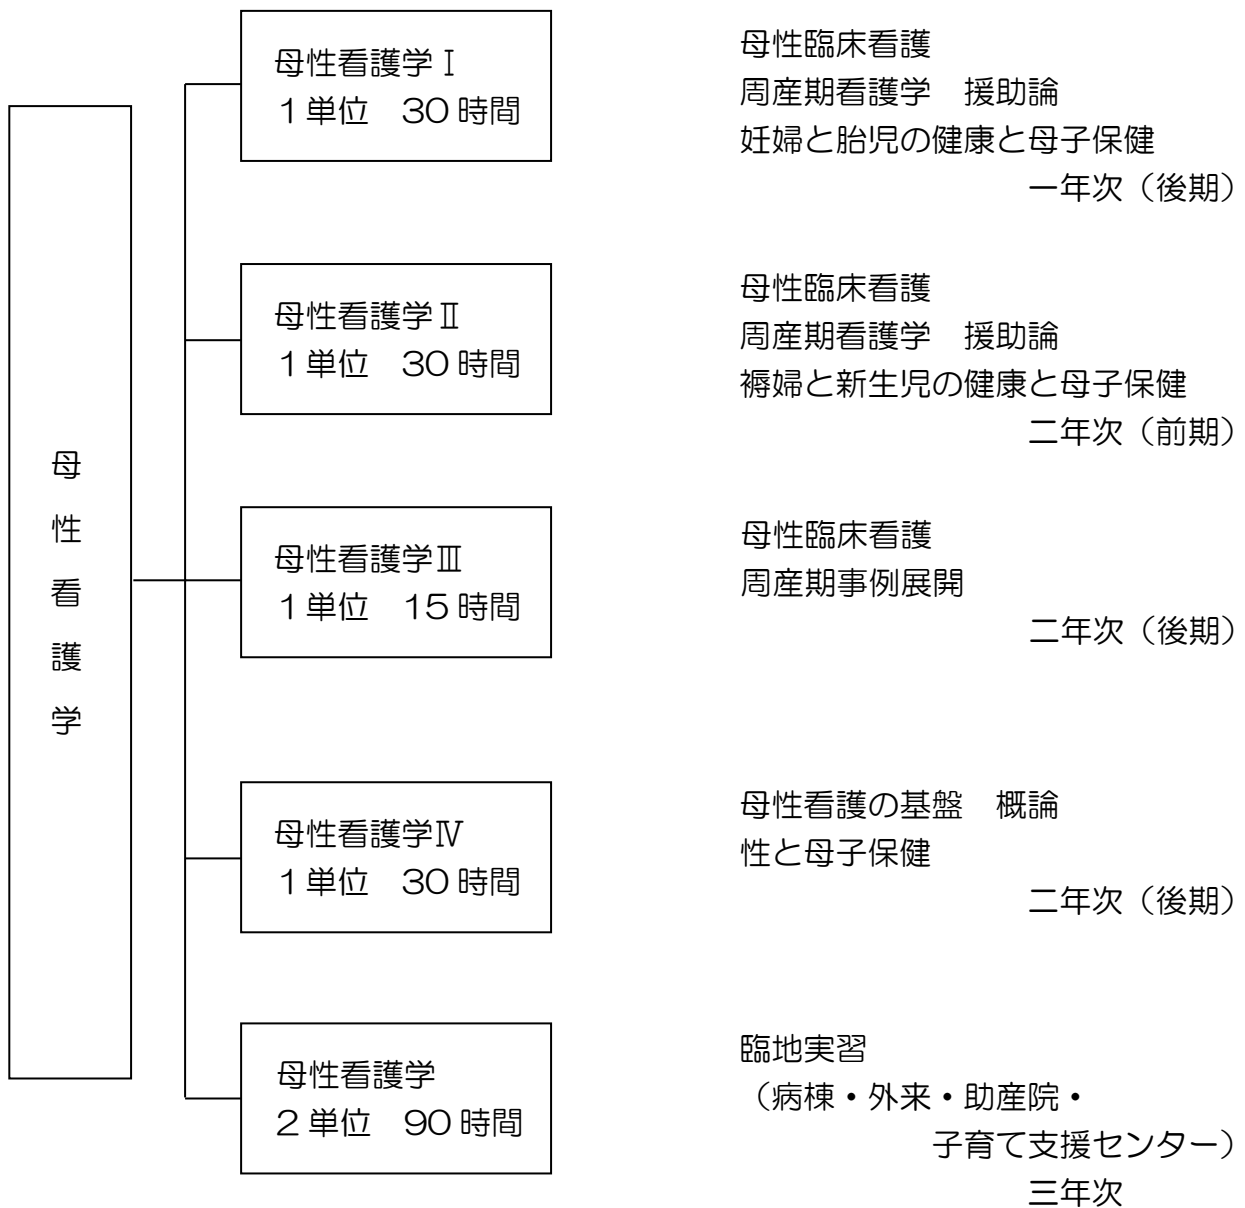 母性看護学
母性看護学Ⅰ
１単位　30時間
母性臨床看護
周産期看護学　援助論
妊婦と胎児の健康と母子保健
一年次（後期）
母性看護学Ⅱ
１単位　30時間
母性臨床看護
周産期看護学　援助論
褥婦と新生児の健康と母子保健
二年次（前期）
母性看護学Ⅲ
１単位　15時間
母性臨床看護
周産期事例展開
二年次（後期）
母性看護学Ⅳ
１単位　30時間
母性看護の基盤　概論
性と母子保健
二年次（後期）
母性看護学
２単位　90時間
臨地実習
（病棟・外来・助産院・
子育て支援センター）
三年次